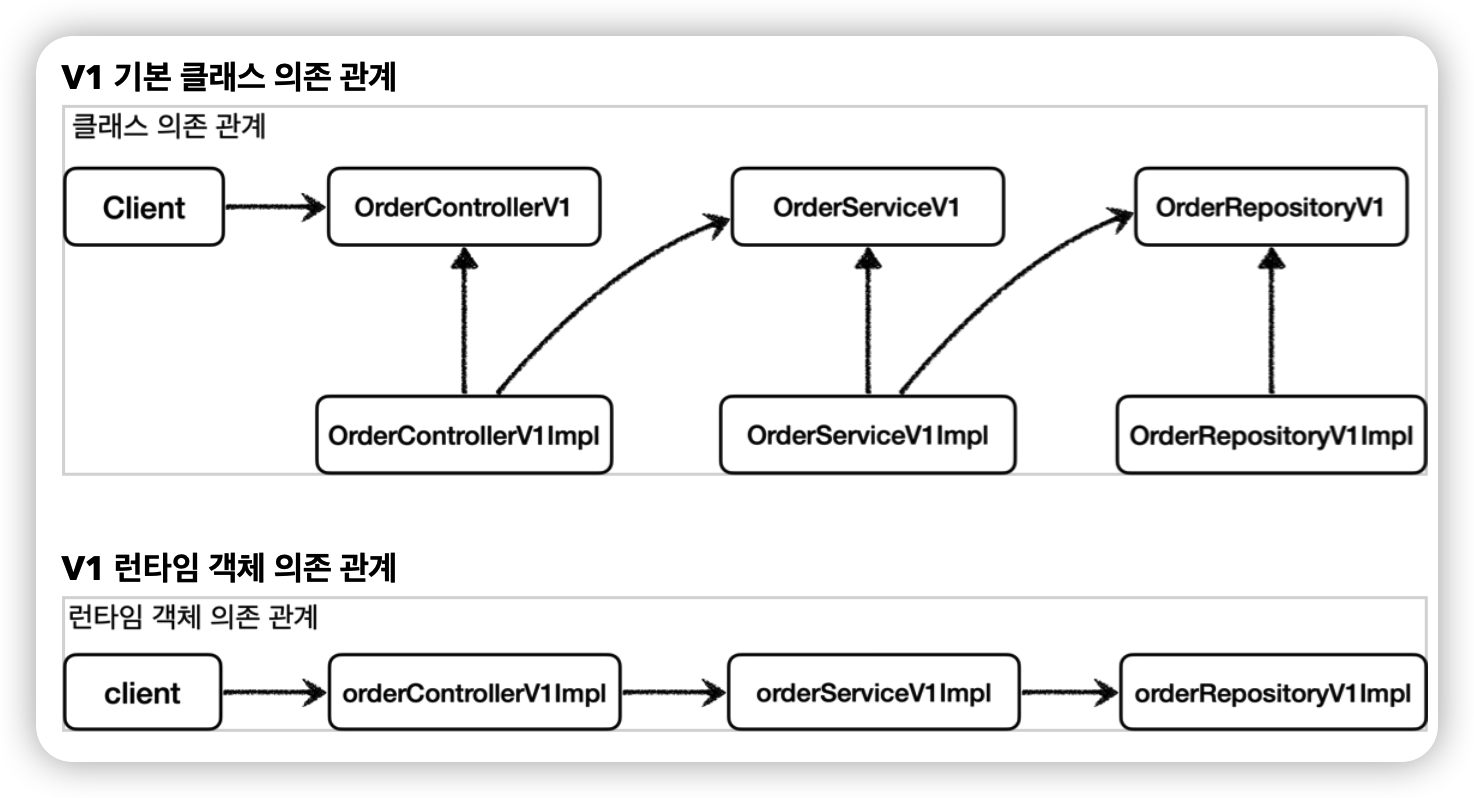 V1 기본 클래스 의존 관계
클래스 의존 관계
Client
OrderControllerV1
OrderServiceV1
OrderRepositoryV1
OrderControllerV1Impl
OrderServiceV1Impl
OrderRepositoryV1Impl
V1 런타임 객체 의존 관계
런타임 객체 의존 관계
client
orderControllerV1Impl
orderServiceV1Impl
orderRepositoryV1Impl